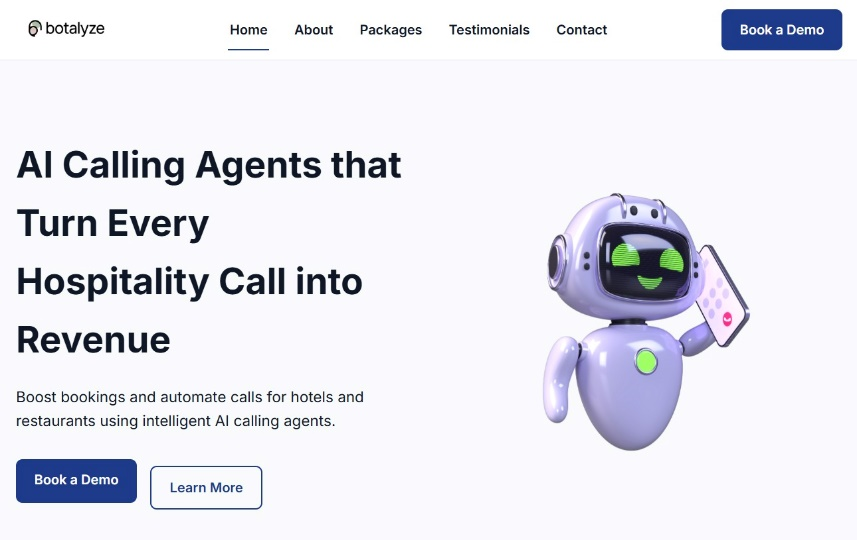 botalyze
Home
About
Packages
Testimonials
Contact
Book a Demo
AI Calling Agents that
Turn Every
Hospitality Call into
Revenue
Boost bookings and automate calls for hotels and
restaurants using intelligent AI calling agents.
Book a Demo
Learn More